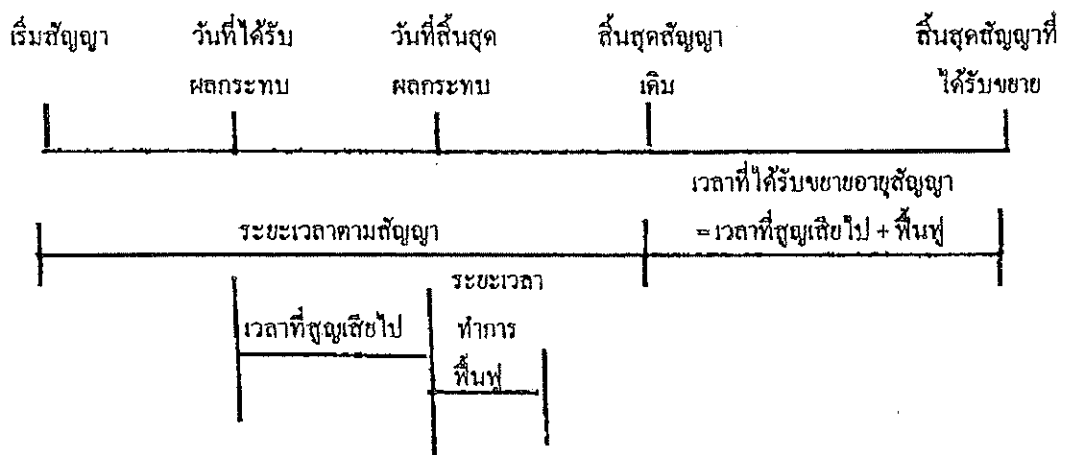 เริ่มสัญญา วันที่ได้รับ วันที่สิ้นสุด สิ้นสุดสัญญา สิ้นสุดสัญญาที่
ผลกระทบ ผลกระทบ เดิม ได้รับขยาย
เวลาที่ได้รับขยายอายุสัญญา
ระยะเวลาตามสัญญา =เวลาที่สูญเสียไป + ฟื้นฟู
ระยะเวลา
เวลาที่สูญเสียไป ทำการ
ฟื้นฟู